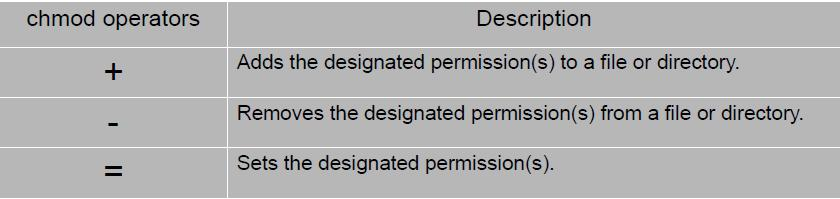 chmod operators Description
+ Adds the designated permission(s) to a file or directory.
- Removes the designated permission(s) from a file or directory.
= Sets the designated permission(s).